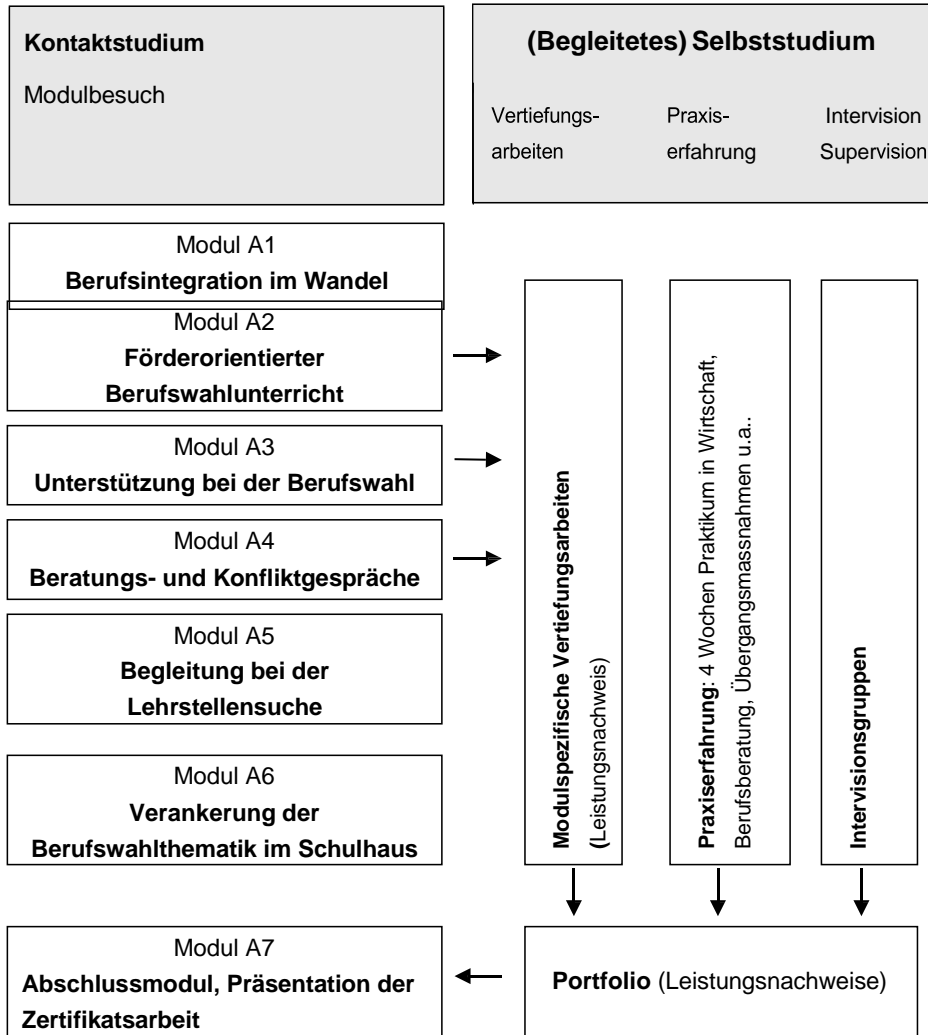 Kontaktstudium
Modulbesuch
(Begleitetes) Selbststudium
Vertiefungs-
arbeiten
Praxis-
erfahrung
Intervision
Supervision
Modul A1
Berufsintegration im Wandel
Modul A2
Förderorientierter
Berufswahlunterricht
Modul A3
Unterstützung bei der Berufswahl
Modul A4
Beratungs- und Konfliktgespräche
Modul A5
Begleitung bei der
Lehrstellensuche
Modul A6
Verankerung der
Berufswahlthematik im Schulhaus
Modulspezifische Vertiefungsarbeiten
(Leistungsnachweis)
Praxiserfahrung: 4 Wochen Praktikum in Wirtschaft,
Berufsberatung, Übergangsmassnahmen u.a..
Intervisionsgruppen
Modul A7
Abschlussmodul, Präsentation der
Zertifikatsarbeit
Portfolio (Leistungsnachweise)